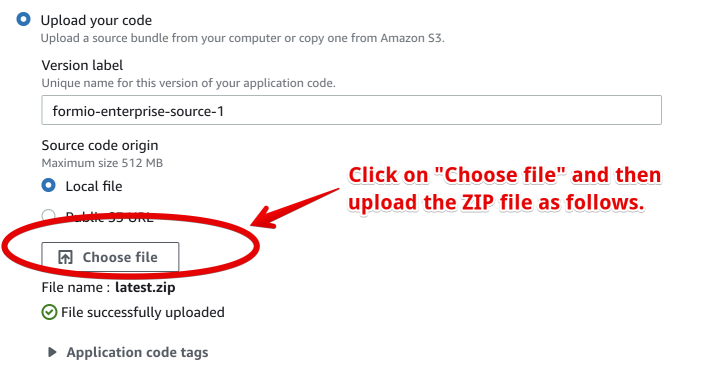 Upload your code
Upload a source bundle from your computer or copy one from Amazon S3.
Version label
Unique name for this version of your application code.
formio-enterprise-source-1
Source code origin
Maximum size 512 MB
Local file
Public S3 URL
Click on "Choose file" and then
upload the ZIP file as follows.
Choose file
File name : latest.zip
File successfully uploaded
Application code tags